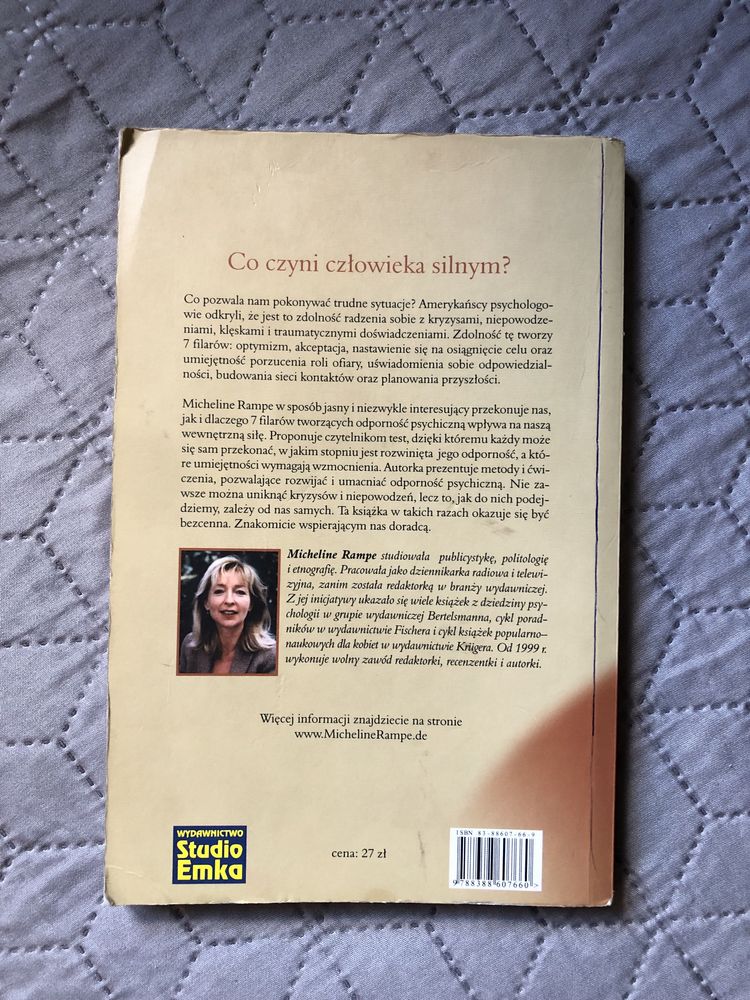 Co czyni człowieka silnym?
Co pozwala nam pokonywać trudne sytuacje? Amerykańscy psychologo-
wie odkryli, że jest to zdolność radzenia sobie z kryzysami, niepowodze-
niami, klęskami i traumatycznymi doświadczeniami. Zdolność tę tworzy
7 filarów: optymizm, akceptacja, nastawienie się na osiągnięcie celu oraz
umiejętność porzucenia roli ofiary, uświadomienia sobie odpowiedzial-
ności, budowania sieci kontaktów oraz planowania przyszłości.
Micheline Rampe w sposób jasny i niezwykle interesujący przekonuje nas,
jak i dlaczego 7 filarów tworzących odporność psychiczną wpływa na naszą
wewnętrzną siłę. Proponuje czytelnikom test, dzięki któremu każdy może
się sam przekonać, w jakim stopniu jest rozwinięta jego odporność, a któ-
re umiejętności wymagają wzmocnienia. Autorka prezentuje metody i ćwi-
czenia, pozwalające rozwijać i umacniać odporność psychiczną. Nie za-
wsze można uniknąć kryzysów i niepowodzeń, lecz to, jak do nich podej-
dziemy, zależy od nas samych. Ta książka w takich razach okazuje się być
bezcenna. Znakomicie wspierającym nas doradcą.
Micheline Rampe studiowała publicystykę, politologię
i etnografię. Pracowała jako dziennikarka radiowa i telewi-
zyjna, zanim została redaktorką w branży wydawniczej.
Z jej inicjatywy ukazało się wiele książek z dziedziny psy-
chologii w grupie wydawniczej Bertelsmanna, cykl porad-
ników w wydawnictwie Fischera i cykl książek popularno-
naukowych dla kobiet w wydawnictwie Krügera. Od 1999 r.
wykonuje wolny zawód redaktorki, recenzentki i autorki.
Więcej informacji znajdziecie na stronie
www.MichelineRampe.de
WYDAWNICTWO
Studio
Emka
cena: 27 zł
ISBN 83-88607-66-9
9 788388 607660 >